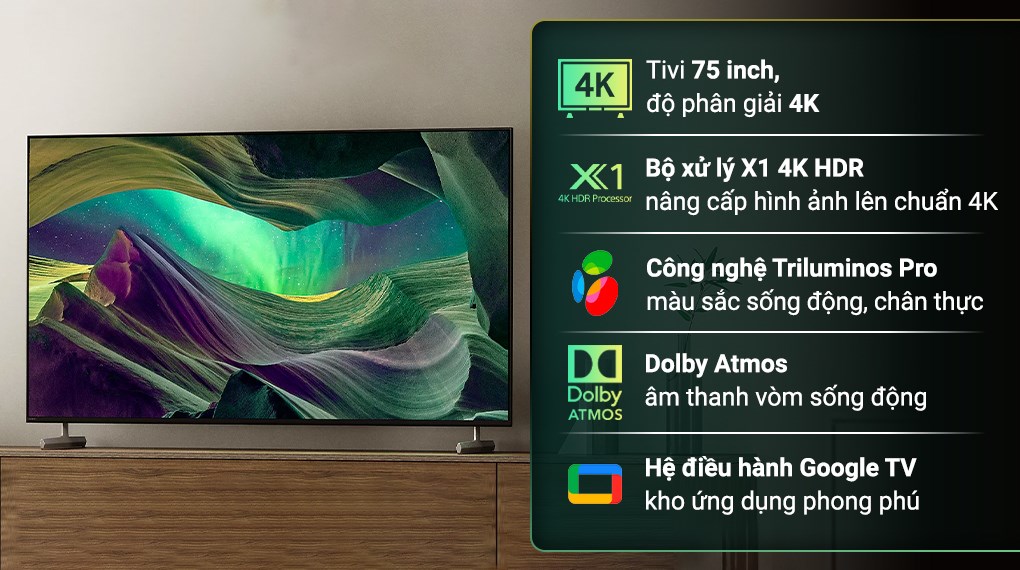 4K
Tivi 75 inch,
độ phân giải 4K
X1
4K HDR Processor
Bộ xử lý X1 4K HDR
nâng cấp hình ảnh lên chuẩn 4K
Công nghệ Triluminos Pro
màu sắc sống động, chân thực
Dolby
ATMOS
Dolby Atmos
âm thanh vòm sống động
Hệ điều hành Google TV
kho ứng dụng phong phú